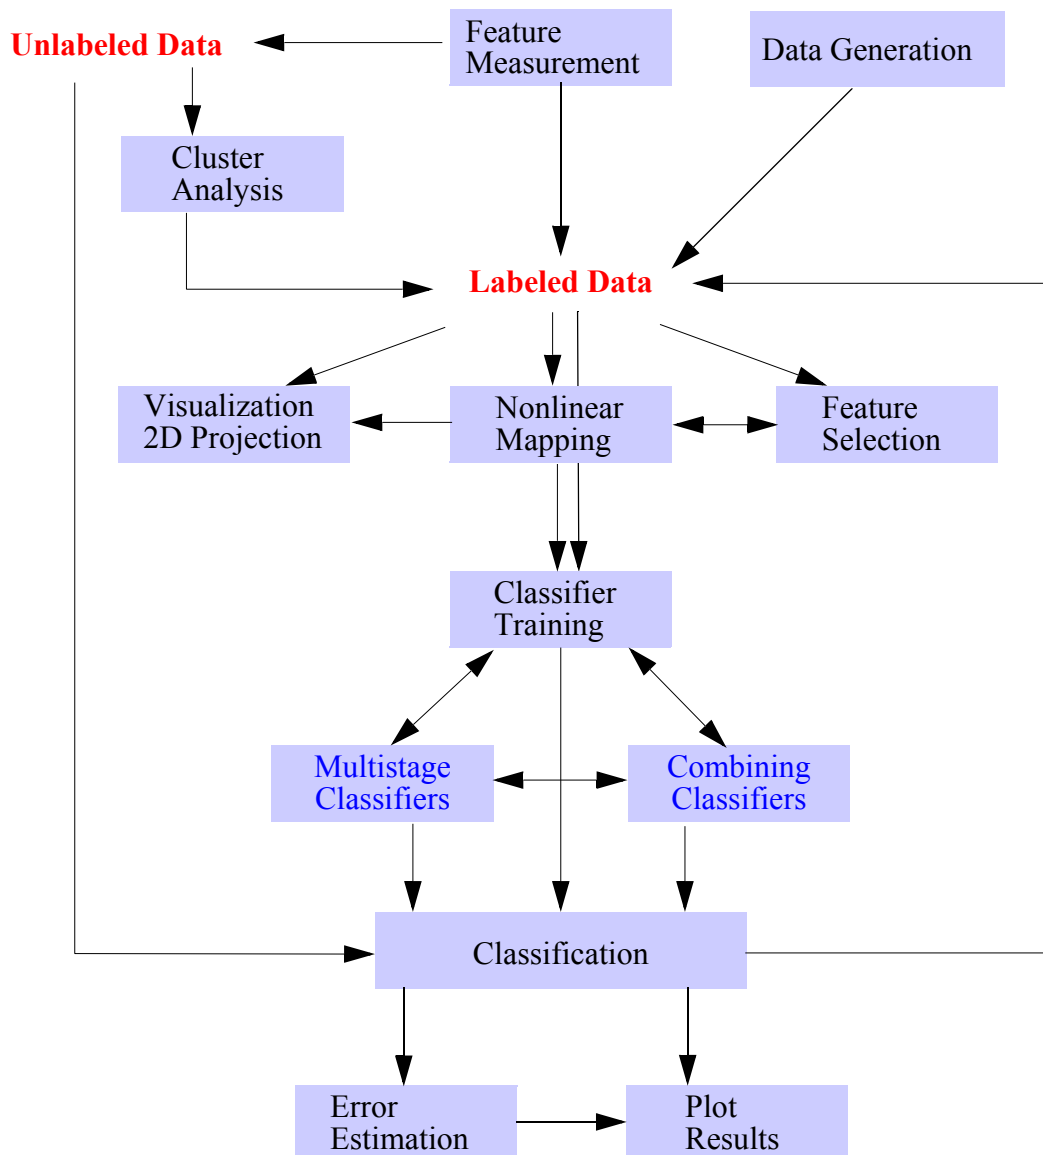 Unlabeled Data
Feature
Measurement
Data Generation
Cluster
Analysis
Labeled Data
Visualization
2D Projection
Nonlinear
Mapping
Feature
Selection
Classifier
Training
Multistage
Classifiers
Combining
Classifiers
Classification
Error
Estimation
Plot
Results